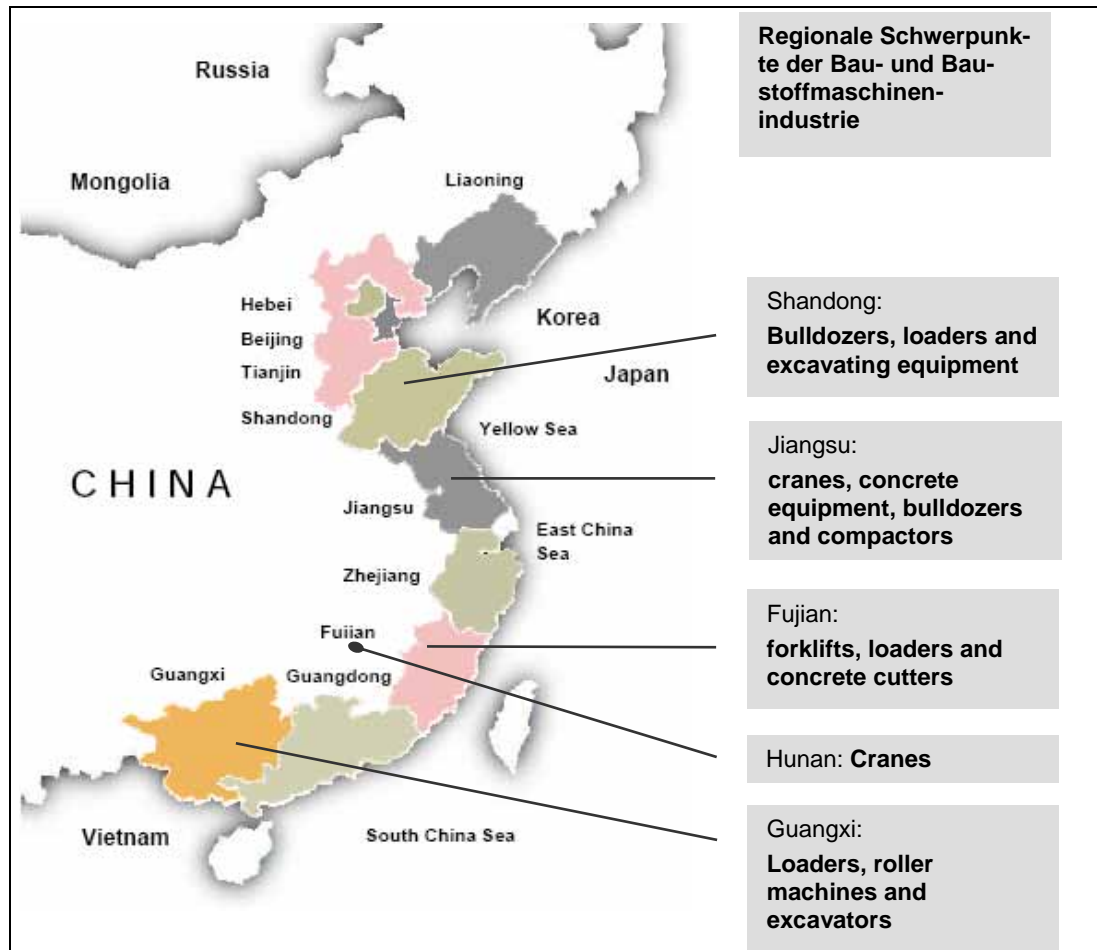 Regionale Schwerpunk-
te der Bau- und Bau-
stoffmaschinen-
industrie
Russia
Mongolia
Liaoning
Hebei
Beijing
Tianjin
Shandong
Korea
Japan
Yellow Sea
CHINA
Jiangsu
East China
Sea
Zhejiang
Fujian
Guangxi
Guangdong
Vietnam
South China Sea
Shandong:
Bulldozers, loaders and
excavating equipment
Jiangsu:
cranes, concrete
equipment, bulldozers
and compactors
Fujian:
forklifts, loaders and
concrete cutters
Hunan: Cranes
Guangxi:
Loaders, roller
machines and
excavators